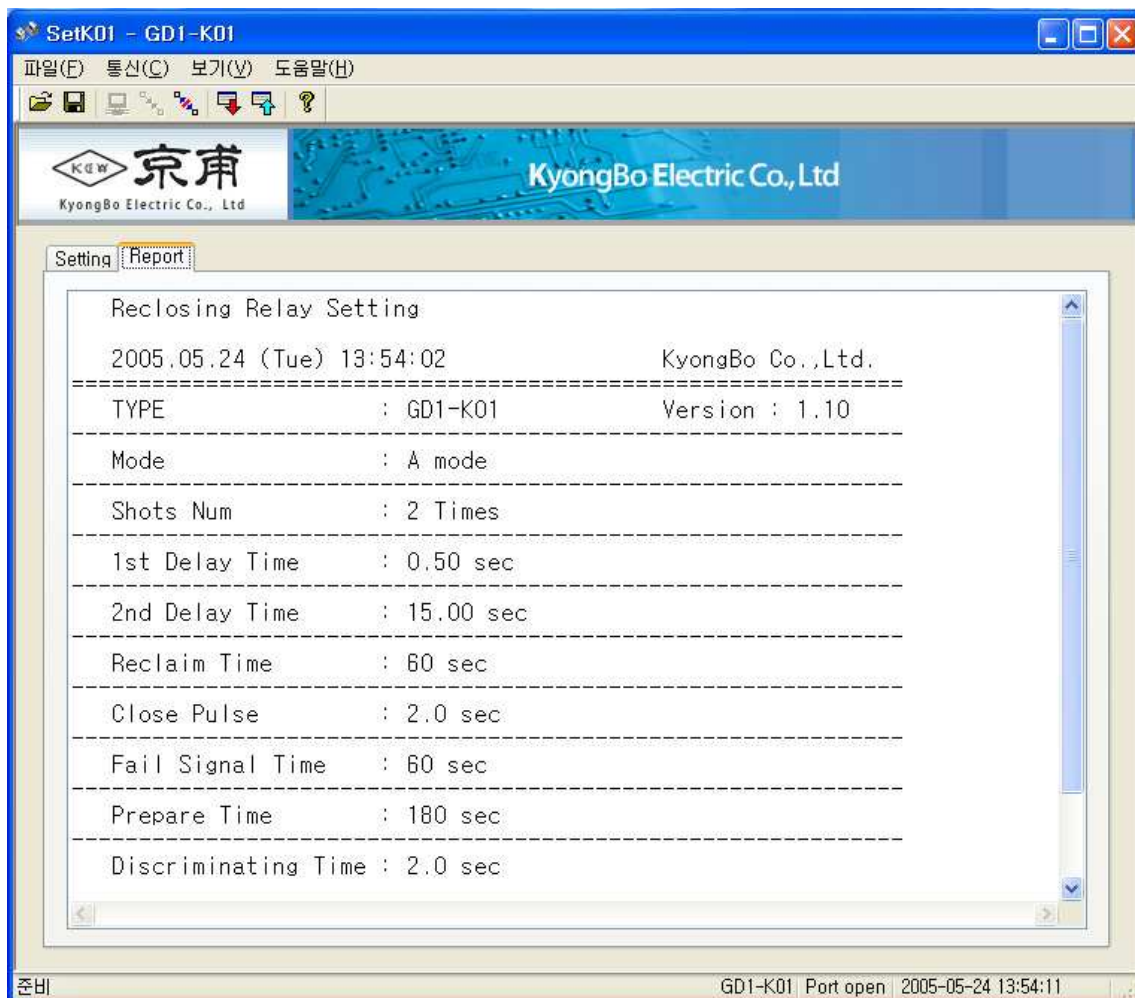 SetK01 - GD1-K01
파일(F) 통신(C) 보기(V) 도움말(H)
KEW 京甫
KyongBo Electric Co., Ltd
KyongBo Electric Co., Ltd
Setting Report
Reclosing Relay Setting
2005.05.24 (Tue) 13:54:02 KyongBo Co.,Ltd.
======================================================================
TYPE : GD1-K01 Version : 1.10
----------------------------------------------------------------------
Mode : A mode
----------------------------------------------------------------------
Shots Num : 2 Times
----------------------------------------------------------------------
1st Delay Time : 0.50 sec
----------------------------------------------------------------------
2nd Delay Time : 15.00 sec
----------------------------------------------------------------------
Reclaim Time : 60 sec
----------------------------------------------------------------------
Close Pulse : 2.0 sec
----------------------------------------------------------------------
Fail Signal Time : 60 sec
----------------------------------------------------------------------
Prepare Time : 180 sec
----------------------------------------------------------------------
Discriminating Time : 2.0 sec
준비 GD1-K01 Port open 2005-05-24 13:54:11